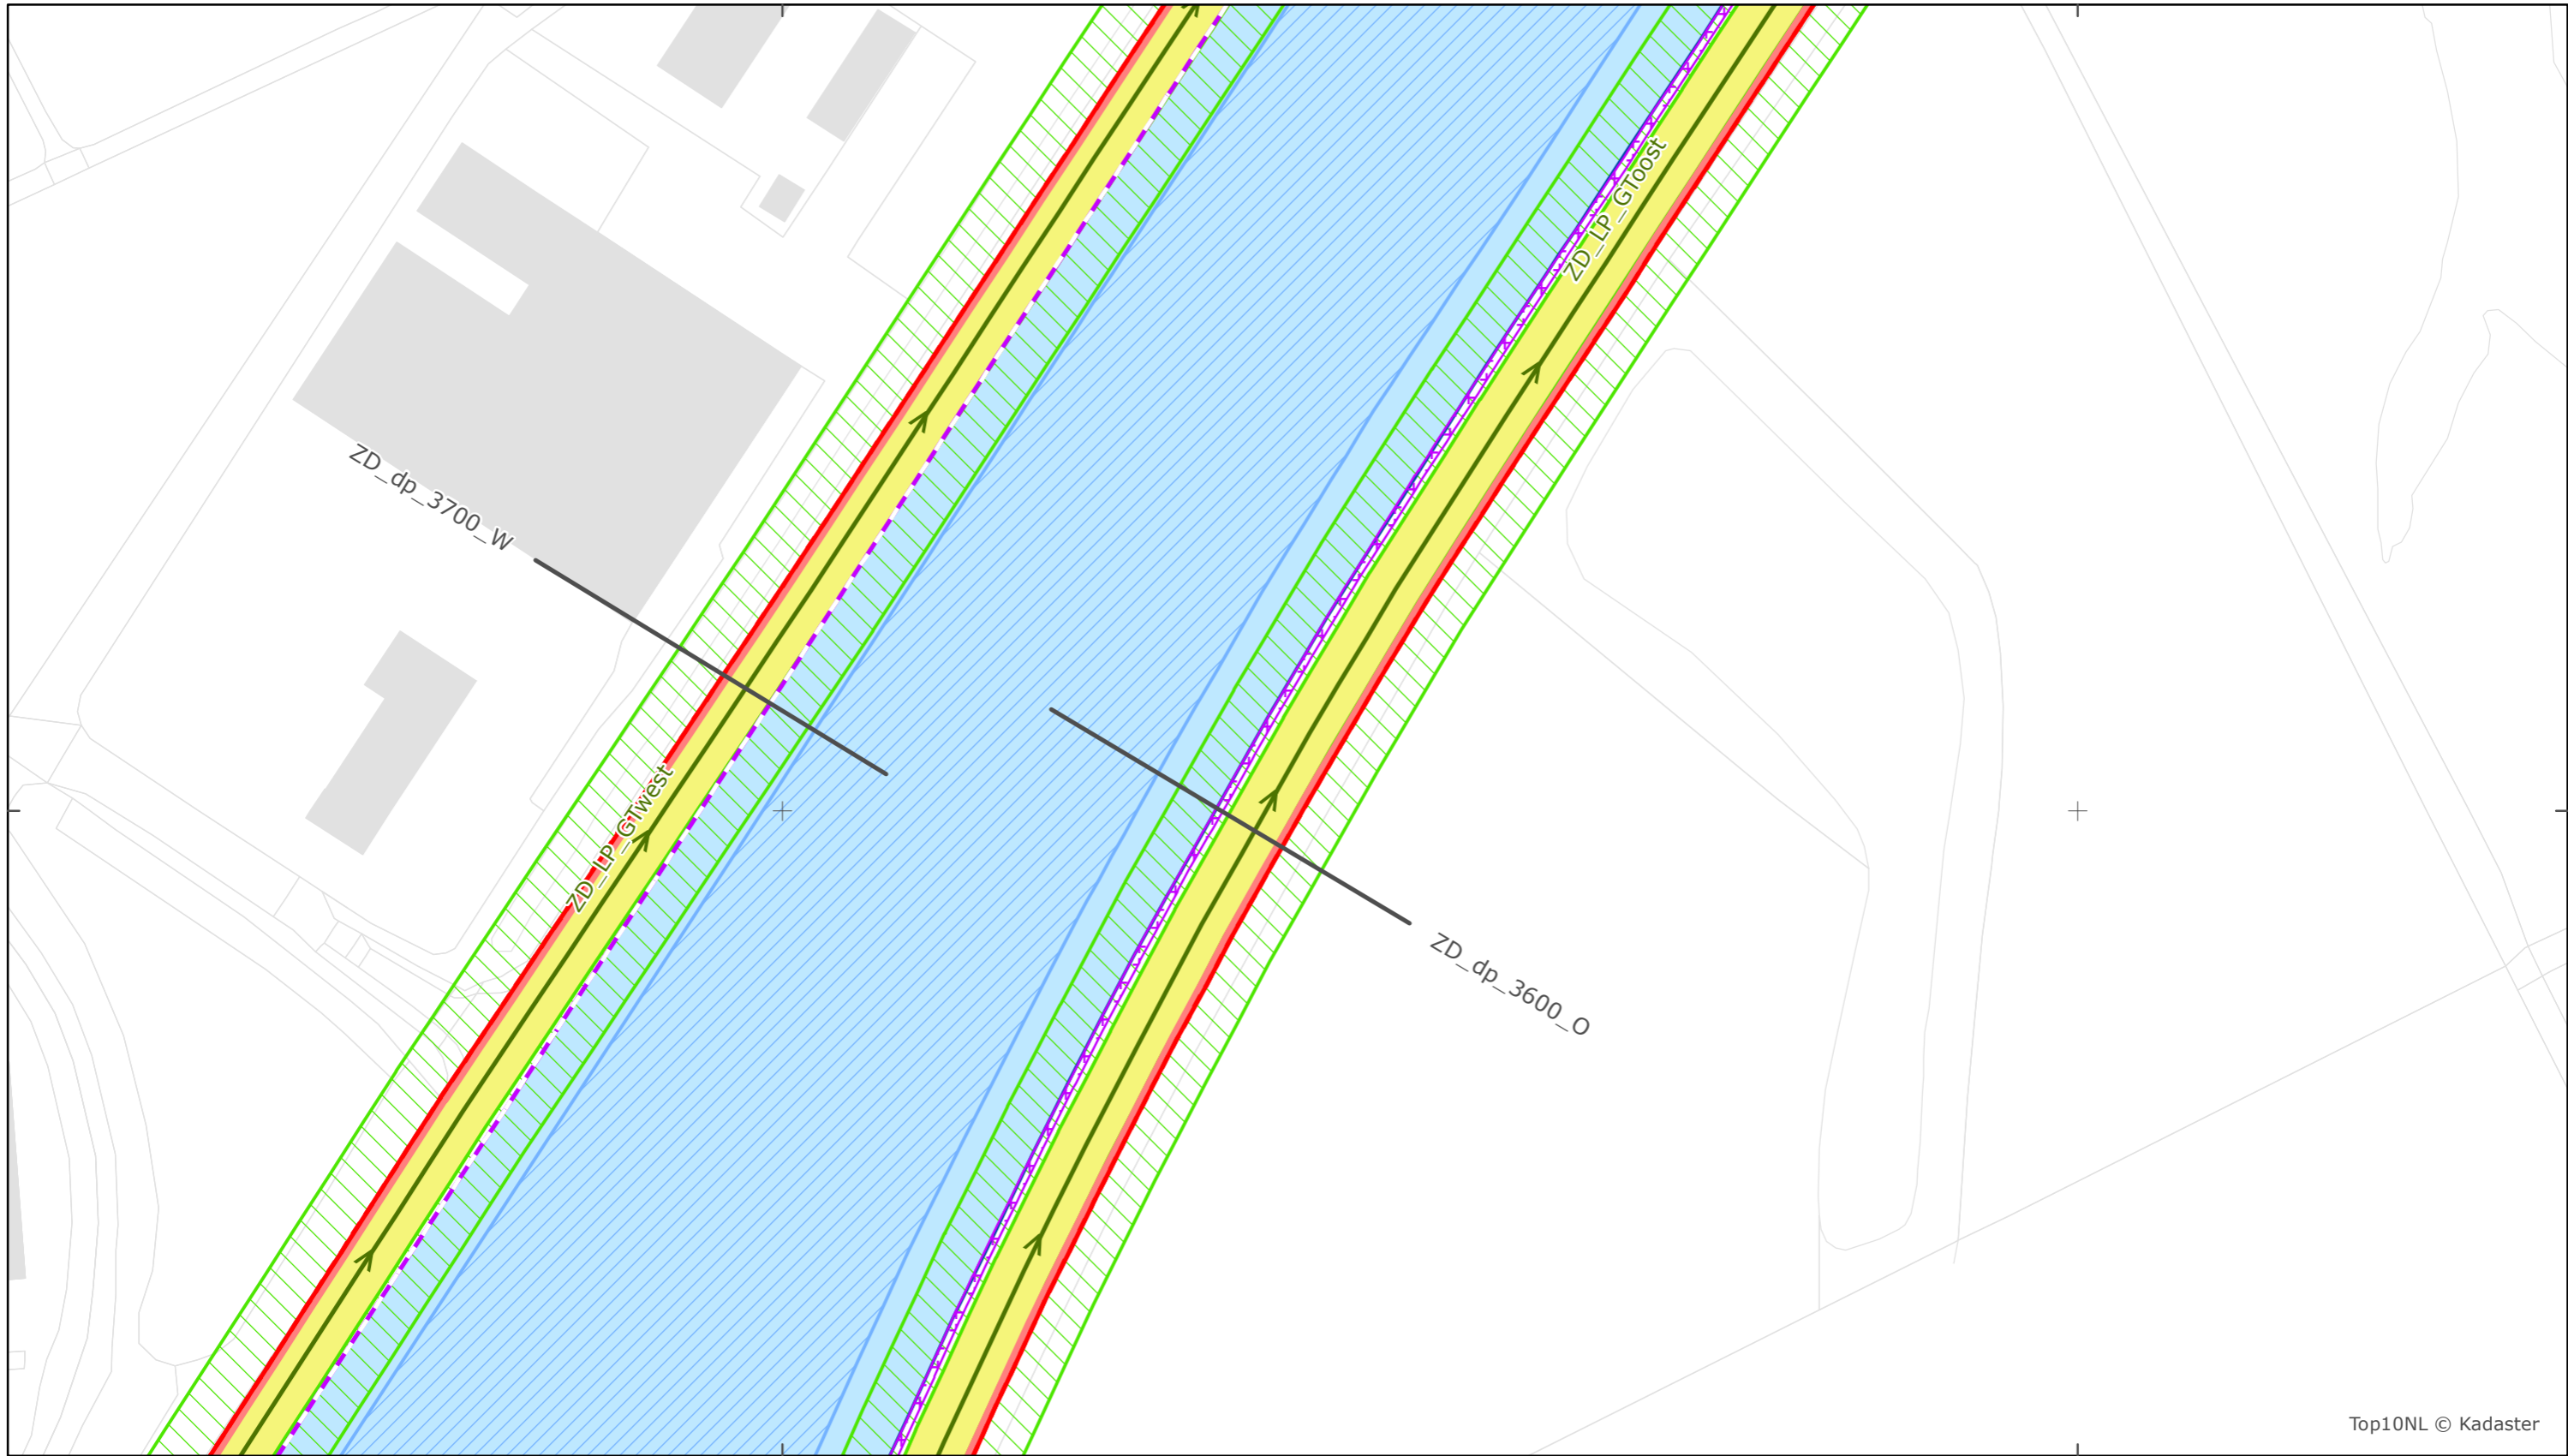 ZD_LP_GToost
ZD_dp_3700_W
ZD_LP_GTwest
ZD_dp_3600_O
Top10NL © Kadaster